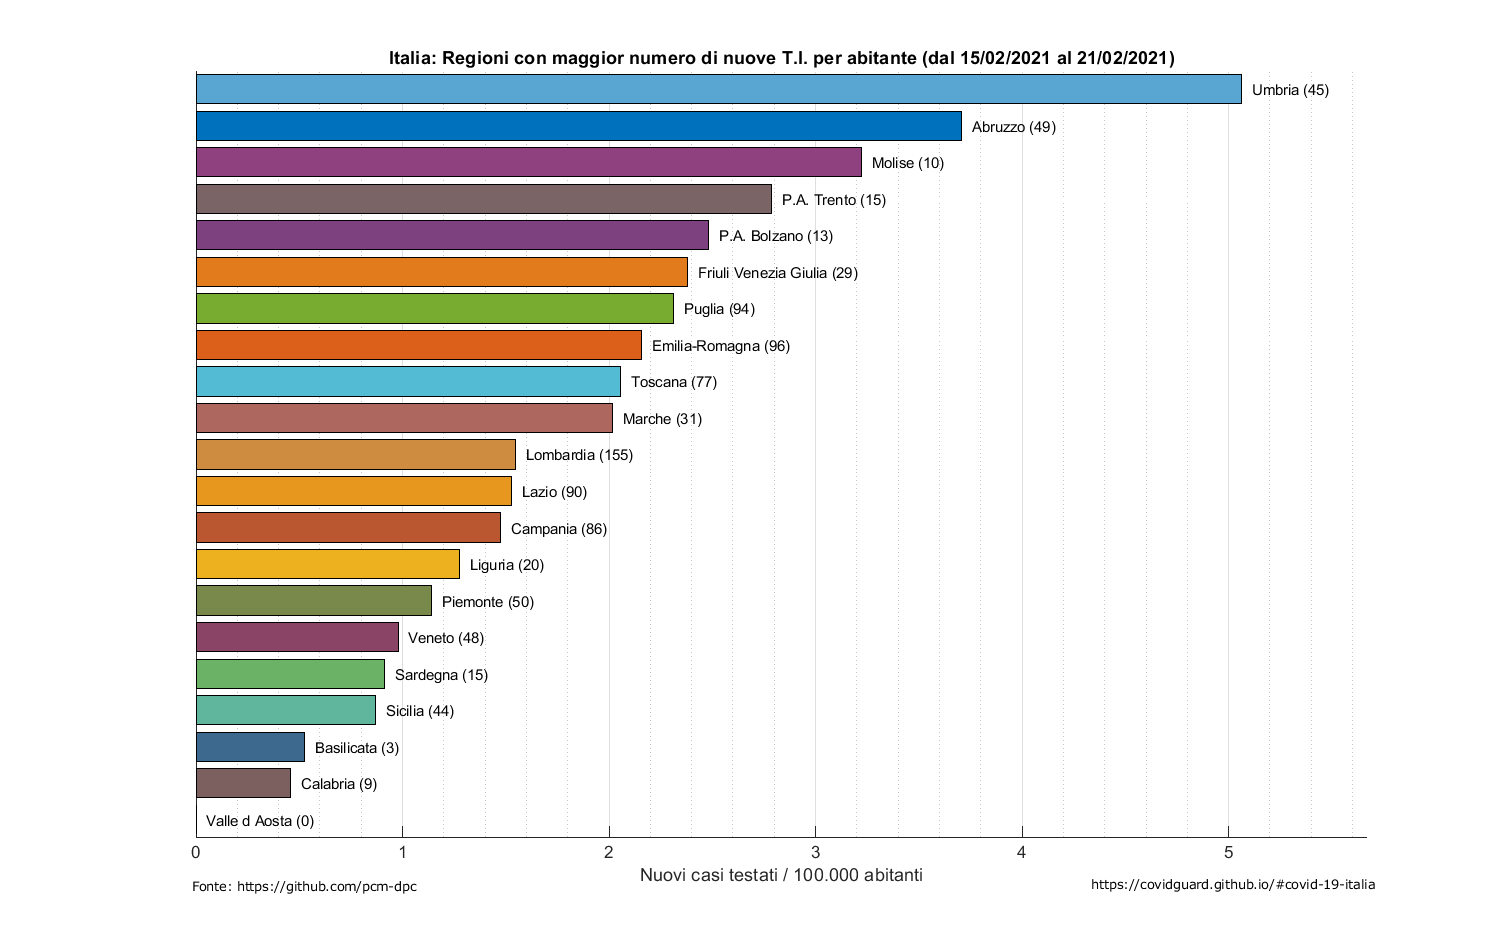 Italia: Regioni con maggior numero di nuove T.I. per abitante (dal 15/02/2021 al 21/02/2021)
Umbria (45)
Abruzzo (49)
Molise (10)
P.A. Trento (15)
P.A. Bolzano (13)
Friuli Venezia Giulia (29)
Puglia (94)
Emilia-Romagna (96)
Toscana (77)
Marche (31)
Lombardia (155)
Lazio (90)
Campania (86)
Liguria (20)
Piemonte (50)
Veneto (48)
Sardegna (15)
Sicilia (44)
Basilicata (3)
Calabria (9)
Valle d Aosta (0)
0 1 2 3 4 5
Nuovi casi testati / 100.000 abitanti
Fonte: https://github.com/pcm-dpc
https://covidguard.github.io/#covid-19-italia